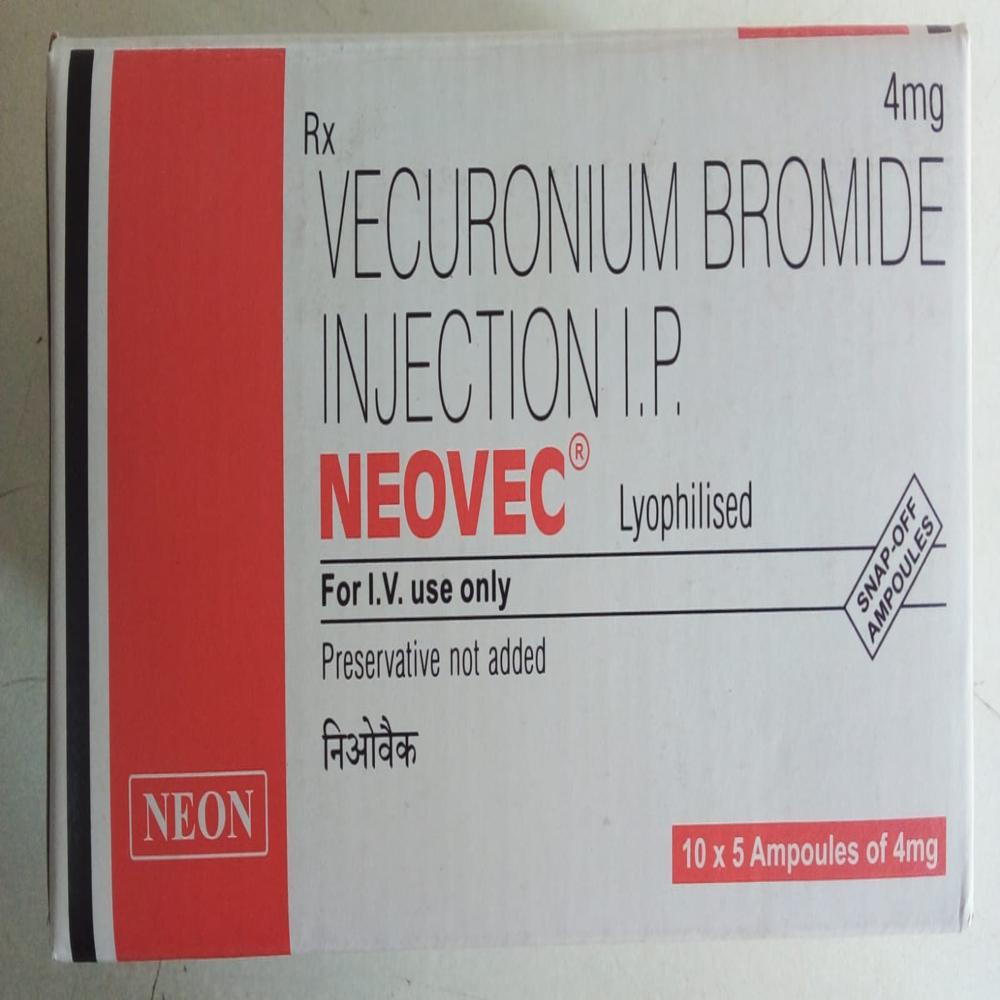 4mg
Rx
VECURONIUM BROMIDE
INJECTION I.P.
NEOVEC®
Lyophilised
SNAP-OFF
AMPOULES
For I.V. use only
Preservative not added
निओवैक
NEON
10 x 5 Ampoules of 4mg